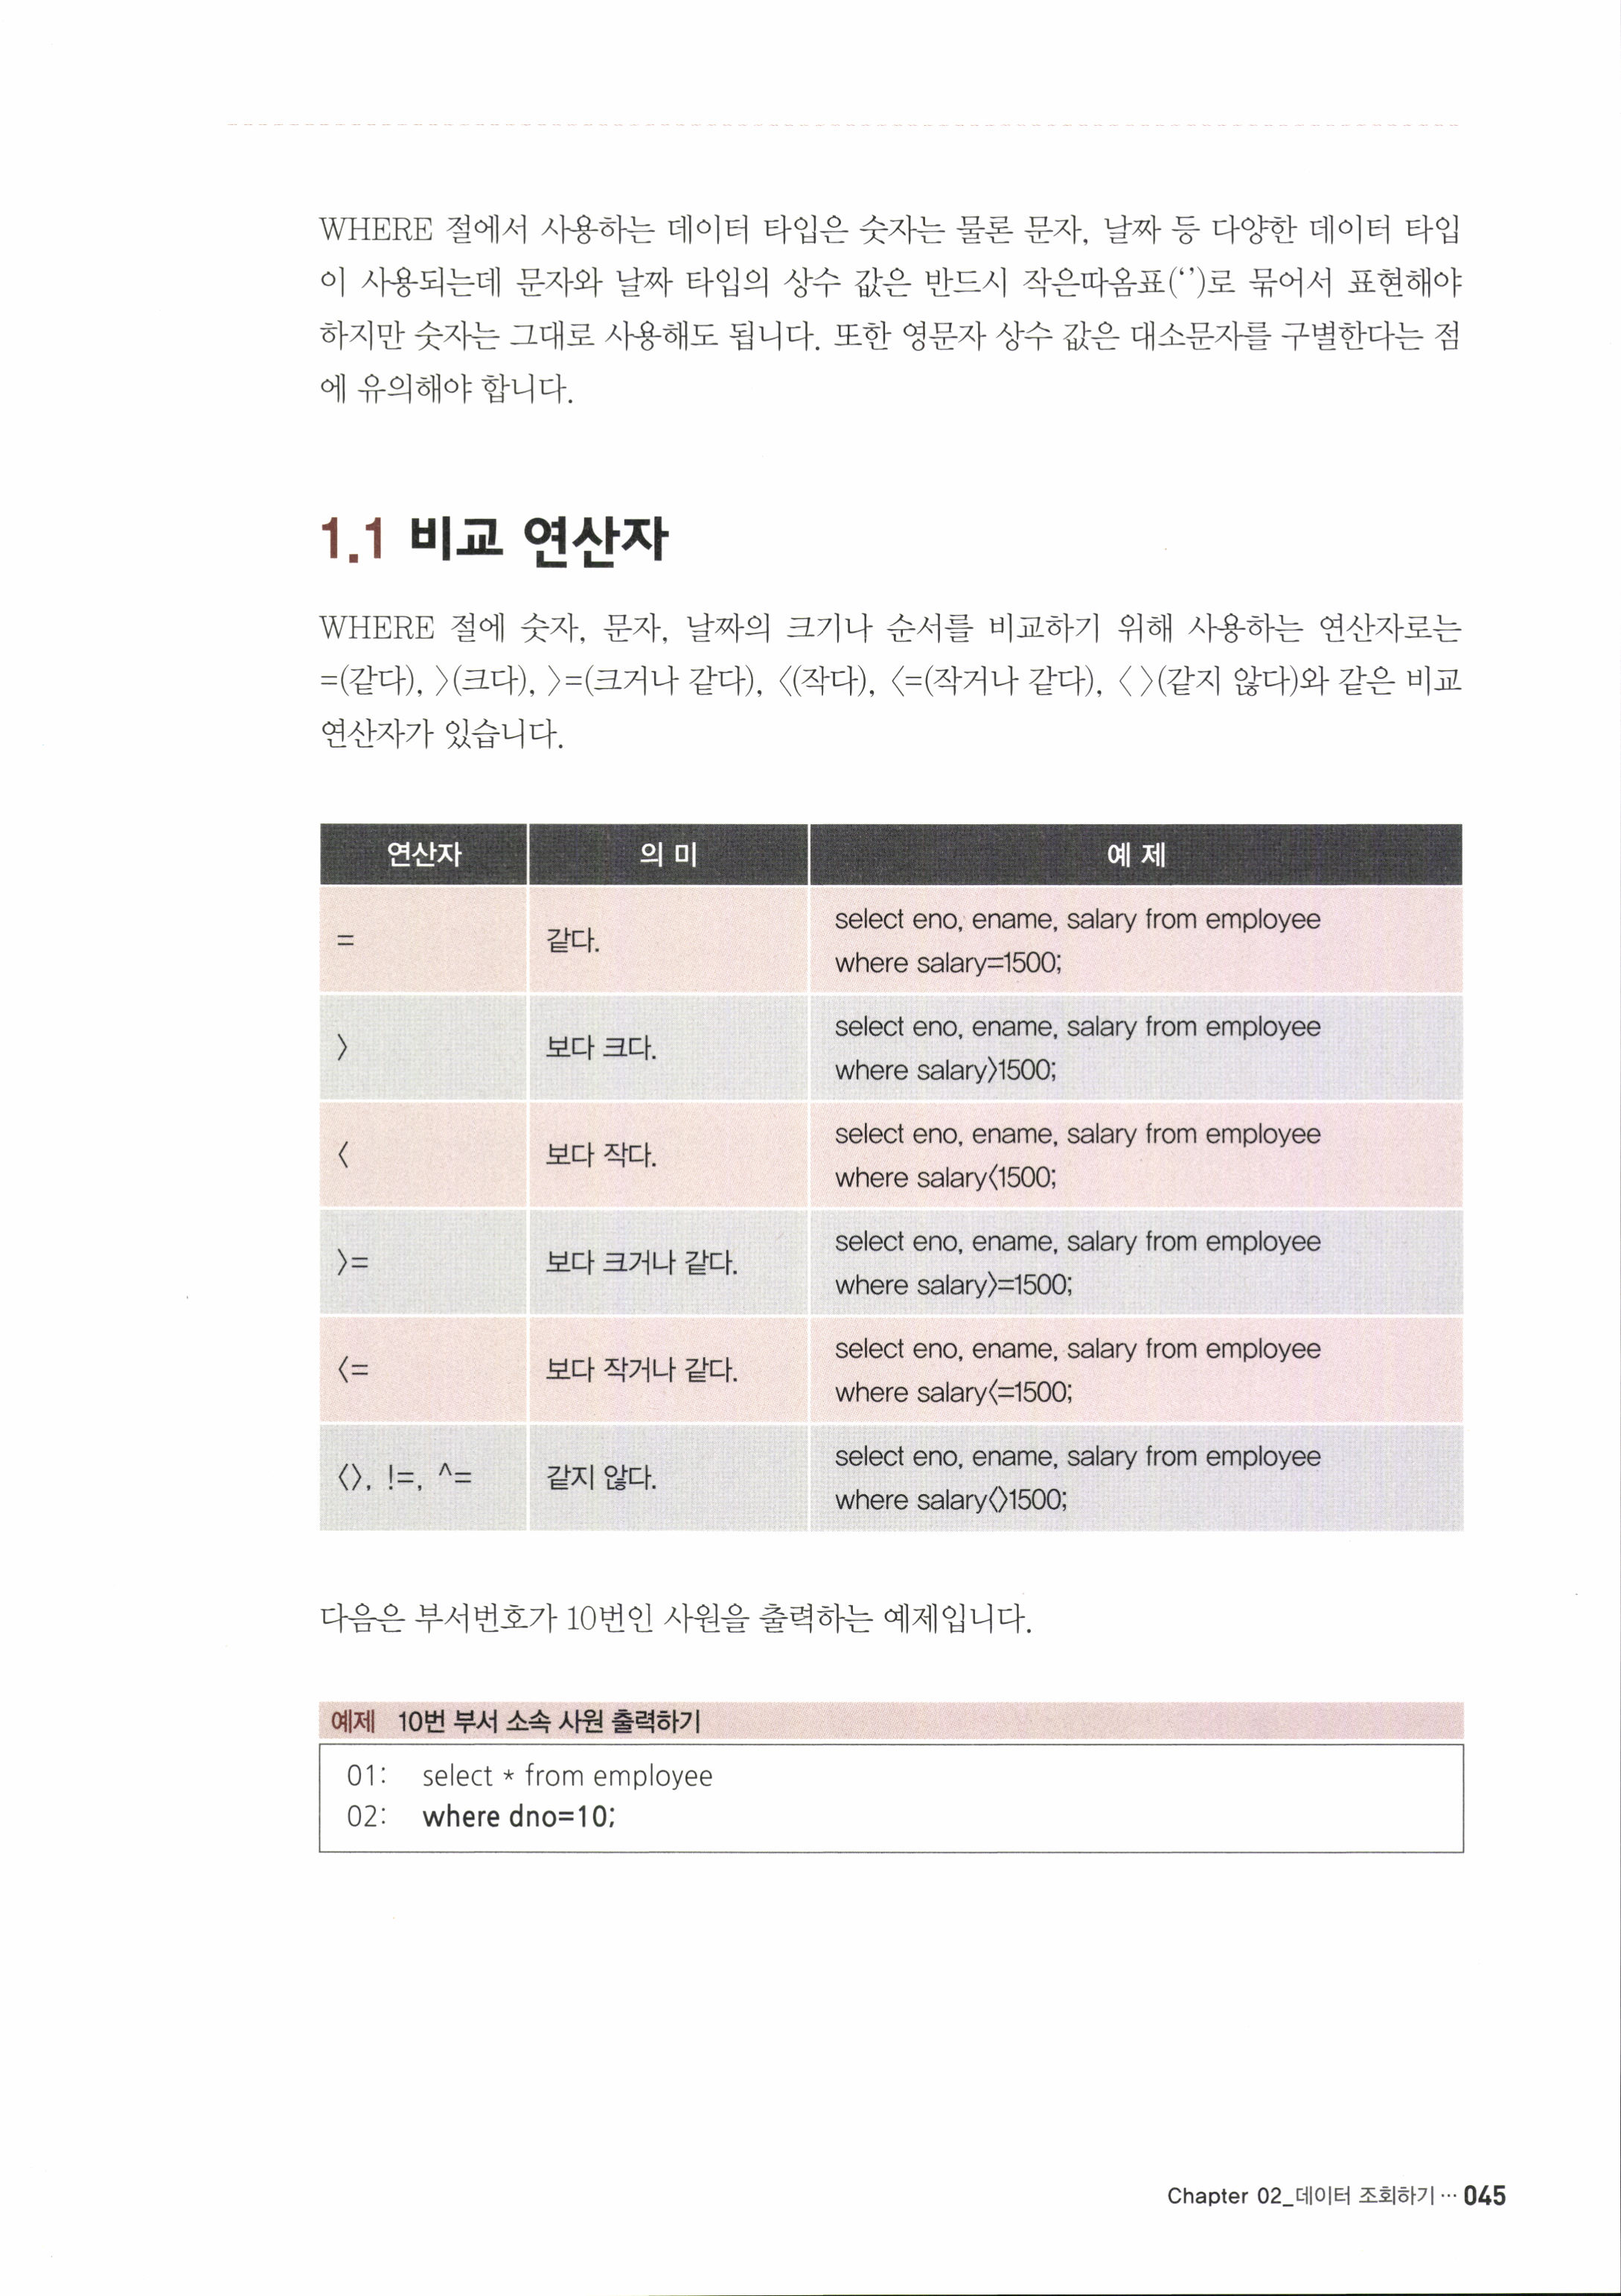 WHERE 절에서 사용하는 데이터 타입은 숫자는 물론 문자, 날짜 등 다양한 데이터 타입
이 사용되는데 문자와 날짜 타입의 상수 값은 반드시 작은따옴표(‘’)로 묶어서 표현해야
하지만 숫자는 그대로 사용해도 됩니다. 또한 영문자 상수 값은 대소문자를 구별한다는 점
에 유의해야 합니다.
1.1 비교 연산자
WHERE 절에 숫자, 문자, 날짜의 크기나 순서를 비교하기 위해 사용하는 연산자로는
=(같다), 〉(크다), 〉=(크거나 같다), 〈(작다), 〈=(작거나 같다), 〈 〉(같지 않다)와 같은 비교
연산자가 있습니다.
연산자 의 미 예 제
= 같다. select eno, ename, salary from employee
where salary=1500;
〉 보다 크다. select eno, ename, salary from employee
where salary〉1500;
〈 보다 작다. select eno, ename, salary from employee
where salary〈1500;
〉= 보다 크거나 같다. select eno, ename, salary from employee
where salary〉=1500;
〈= 보다 작거나 같다. select eno, ename, salary from employee
where salary〈=1500;
〈〉, !=, ^= 같지 않다. select eno, ename, salary from employee
where salary〈〉1500;
다음은 부서번호가 10번인 사원을 출력하는 예제입니다.
예제 10번 부서 소속 사원 출력하기
01: select * from employee
02: where dno=10;
Chapter 02_데이터 조회하기 ··· 045